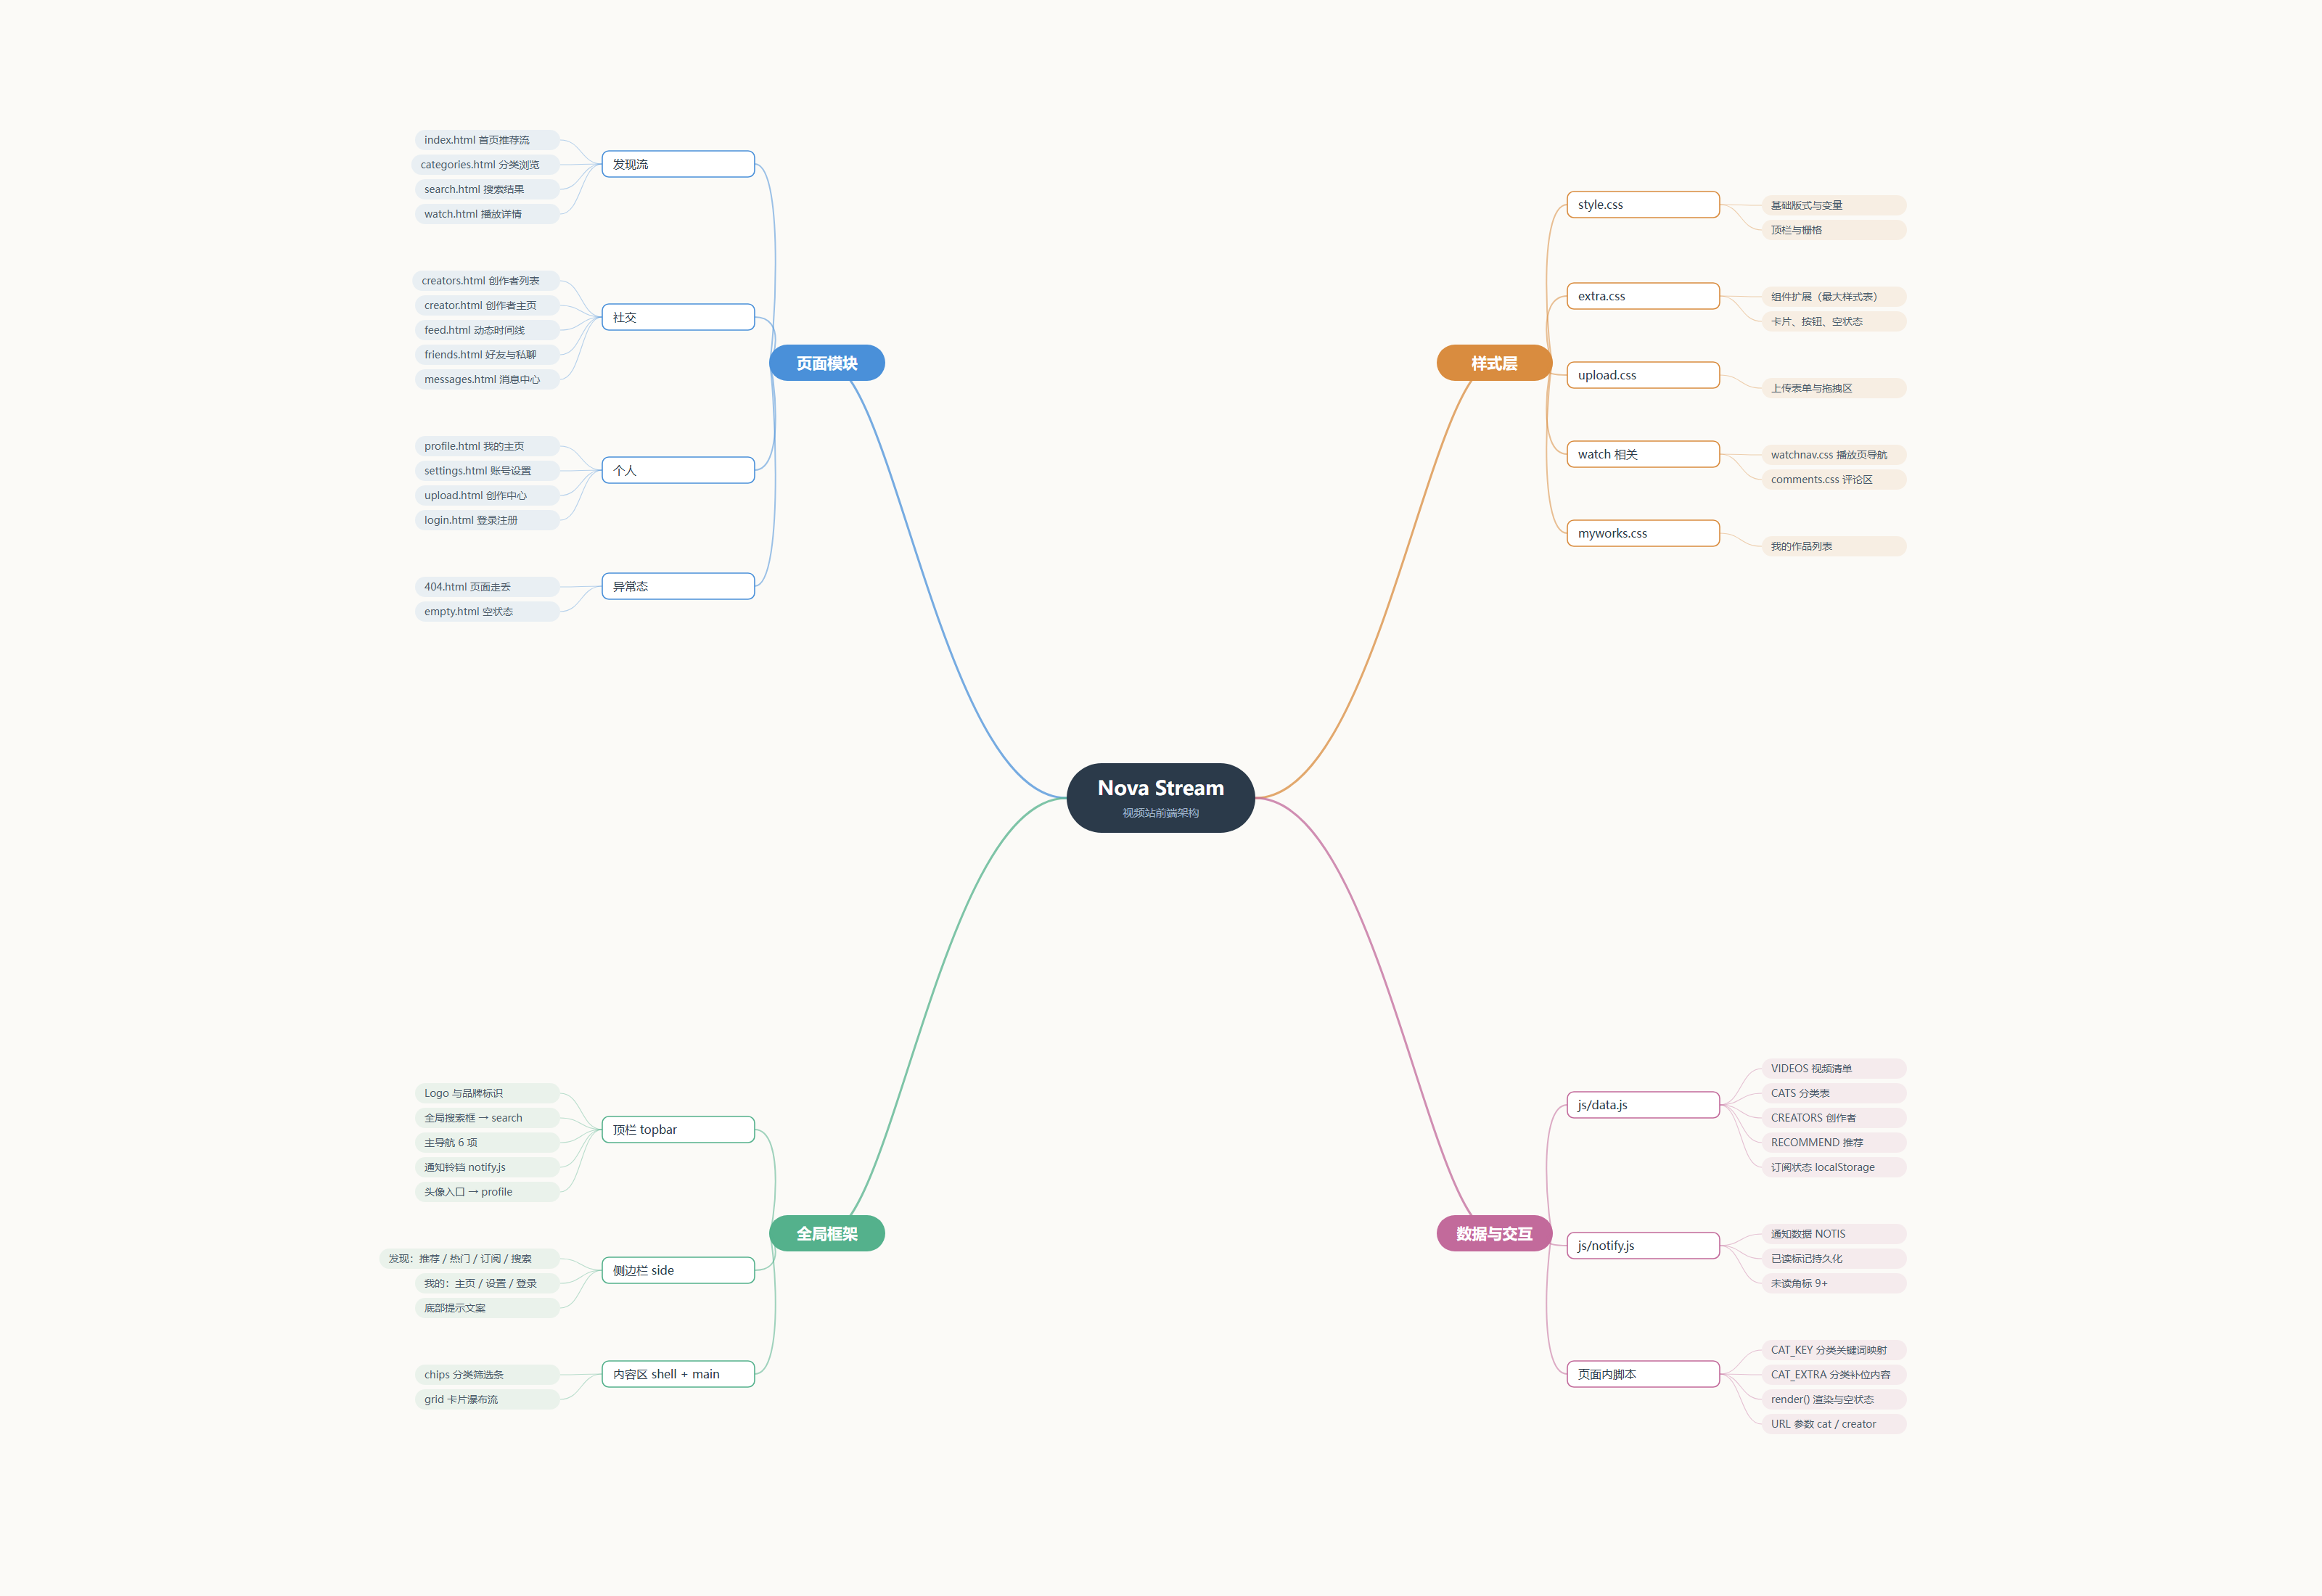 Nova Stream
视频站前端架构
页面模块
发现流
index.html 首页推荐流
categories.html 分类浏览
search.html 搜索结果
watch.html 播放详情
社交
creators.html 创作者列表
creator.html 创作者主页
feed.html 动态时间线
friends.html 好友与私聊
messages.html 消息中心
个人
profile.html 我的主页
settings.html 账号设置
upload.html 创作中心
login.html 登录注册
异常态
404.html 页面走丢
empty.html 空状态
样式层
style.css
基础版式与变量
顶栏与栅格
extra.css
组件扩展（最大样式表）
卡片、按钮、空状态
upload.css
上传表单与拖拽区
watch 相关
watchnav.css 播放页导航
comments.css 评论区
myworks.css
我的作品列表
全局框架
顶栏 topbar
Logo 与品牌标识
全局搜索框 → search
主导航 6 项
通知铃铛 notify.js
头像入口 → profile
侧边栏 side
发现：推荐 / 热门 / 订阅 / 搜索
我的：主页 / 设置 / 登录
底部提示文案
内容区 shell + main
chips 分类筛选条
grid 卡片瀑布流
数据与交互
js/data.js
VIDEOS 视频清单
CATS 分类表
CREATORS 创作者
RECOMMEND 推荐
订阅状态 localStorage
js/notify.js
通知数据 NOTIS
已读标记持久化
未读角标 9+
页面内脚本
CAT_KEY 分类关键词映射
CAT_EXTRA 分类补位内容
render() 渲染与空状态
URL 参数 cat / creator